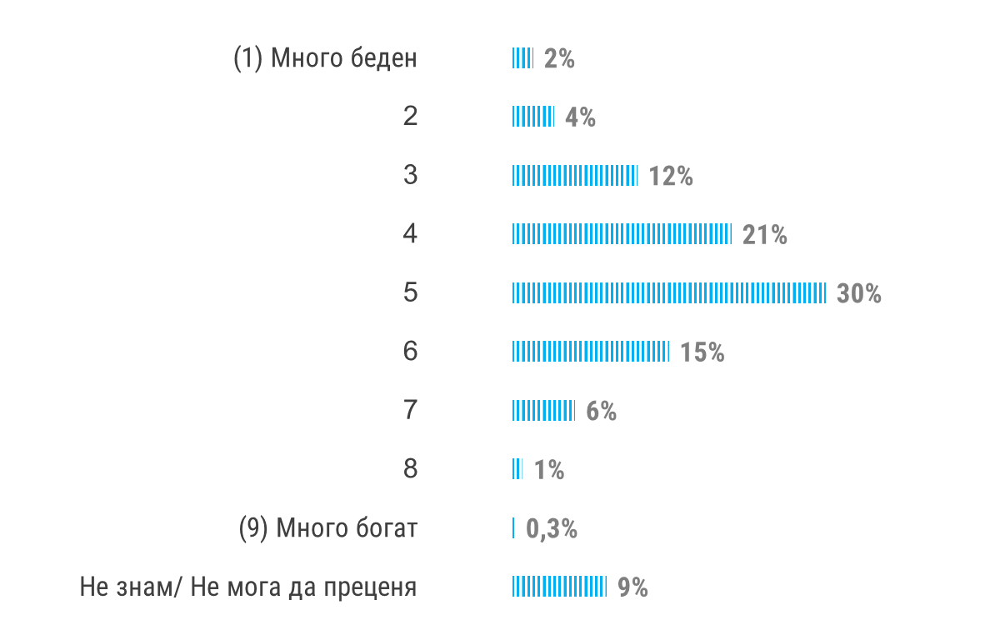 (1) Много беден 2%
2 4%
3 12%
4 21%
5 30%
6 15%
7 6%
8 1%
(9) Много богат 0,3%
Не знам/ Не мога да преценя 9%